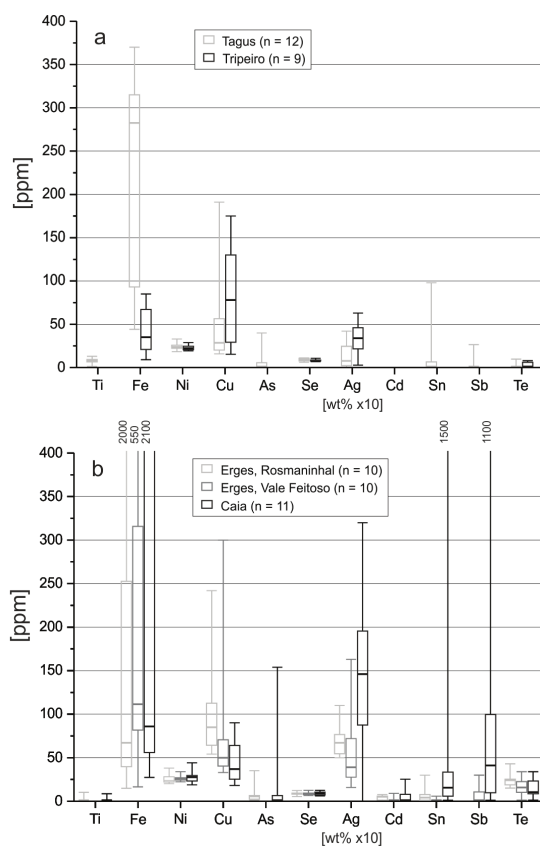 a
400
350
300
250
200
150
100
50
0
[ppm]
Tagus (n = 12)
Tripeiro (n = 9)
Ti Fe Ni Cu As Se Ag Cd Sn Sb Te
[wt% x10]
2000
550
2100
1500
1100
b
400
350
300
250
200
150
100
50
0
[ppm]
Erges, Rosmaninhal (n = 10)
Erges, Vale Feitoso (n = 10)
Caia (n = 11)
Ti Fe Ni Cu As Se Ag Cd Sn Sb Te
[wt% x10]